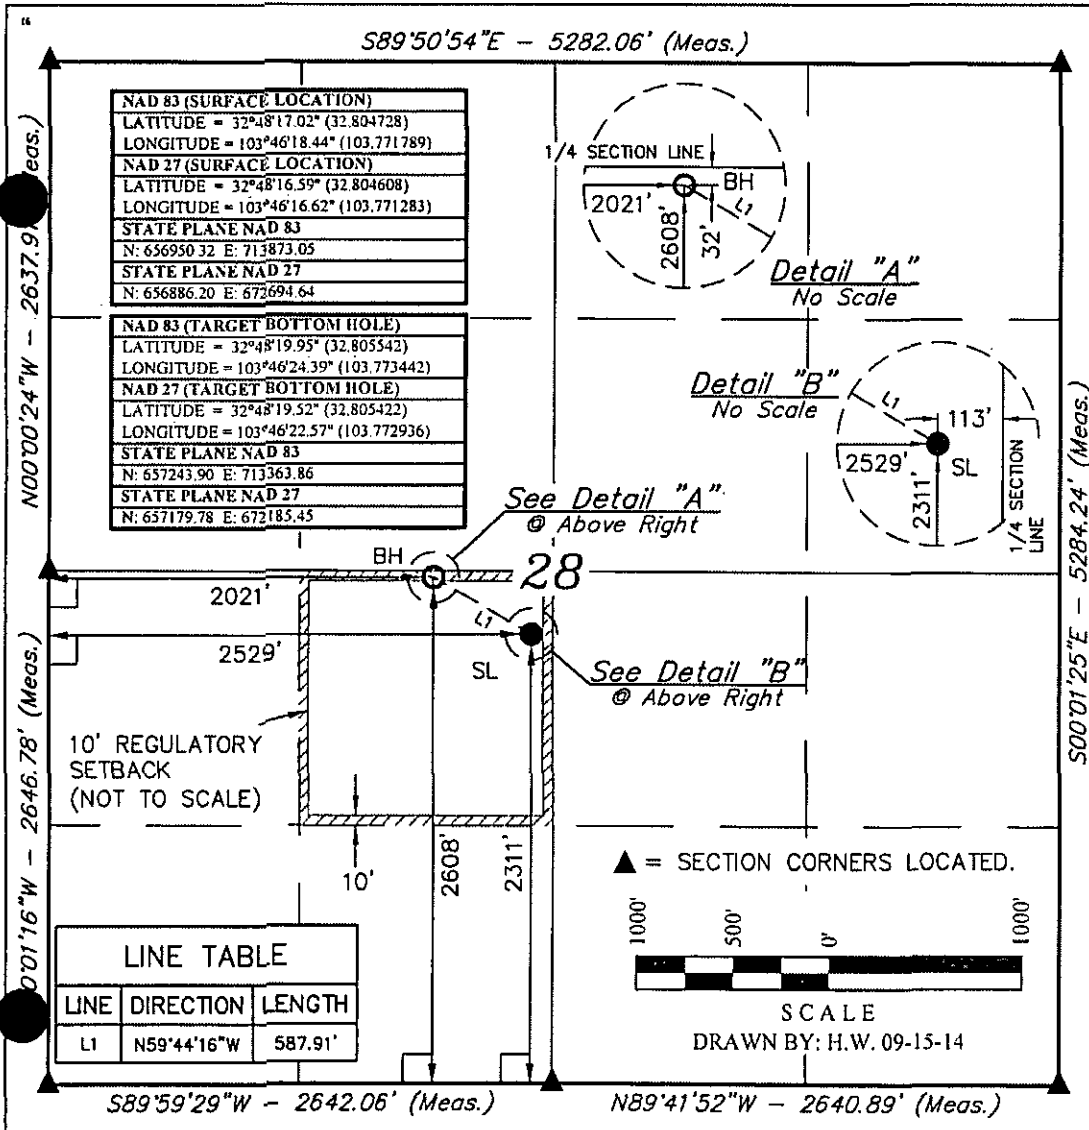 S89°50'54"E - 5282.06' (Meas.)
NAD 83 (SURFACE LOCATION)
LATITUDE = 32°48'17.02" (32.804728)
LONGITUDE = 103°46'18.44" (103.771789)
NAD 27 (SURFACE LOCATION)
LATITUDE = 32°48'16.59" (32.804608)
LONGITUDE = 103°46'16.62" (103.771283)
STATE PLANE NAD 83
N: 656950.32 E: 713873.05
STATE PLANE NAD 27
N: 656886.20 E: 672694.64
NAD 83 (TARGET BOTTOM HOLE)
LATITUDE = 32°48'19.95" (32.805542)
LONGITUDE = 103°46'24.39" (103.773442)
NAD 27 (TARGET BOTTOM HOLE)
LATITUDE = 32°48'19.52" (32.805422)
LONGITUDE = 103°46'22.57" (103.772936)
STATE PLANE NAD 83
N: 657243.90 E: 713363.86
STATE PLANE NAD 27
N: 657179.78 E: 672185.45
1/4 SECTION LINE
BH
L1
2021'
2608'
32'
Detail "A"
No Scale
Detail "B"
No Scale
L1
113'
2529'
SL
2311'
1/4 SECTION
LINE
N00°00'24"W - 2637.9
eas.)
S00°01'25"E - 5284.24' (Meas.)
See Detail "A"
@ Above Right
BH
28
2021'
L1
2529'
SL
See Detail "B"
@ Above Right
10' REGULATORY
SETBACK
(NOT TO SCALE)
10'
2608'
2311'
0°01'16"W - 2646.78' (Meas.)
▲ = SECTION CORNERS LOCATED.
1000'
500'
0'
1000'
SCALE
DRAWN BY: H.W. 09-15-14
LINE TABLE
LINE DIRECTION LENGTH
L1 N59°44'16"W 587.91'
S89°59'29"W - 2642.06' (Meas.)
N89°41'52"W - 2640.89' (Meas.)